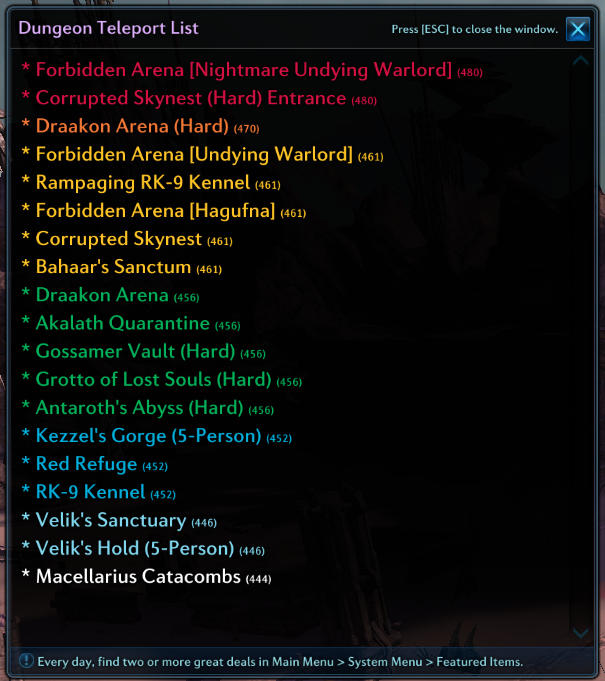 Dungeon Teleport List
Press [ESC] to close the window.
* Forbidden Arena [Nightmare Undying Warlord] (480)
* Corrupted Skynest (Hard) Entrance (480)
* Draakon Arena (Hard) (470)
* Forbidden Arena [Undying Warlord] (461)
* Rampaging RK-9 Kennel (461)
* Forbidden Arena [Hagufna] (461)
* Corrupted Skynest (461)
* Bahaar's Sanctum (461)
* Draakon Arena (456)
* Akalath Quarantine (456)
* Gossamer Vault (Hard) (456)
* Grotto of Lost Souls (Hard) (456)
* Antaroth's Abyss (Hard) (456)
* Kezzel's Gorge (5-Person) (452)
* Red Refuge (452)
* RK-9 Kennel (452)
* Velik's Sanctuary (446)
* Velik's Hold (5-Person) (446)
* Macellarius Catacombs (444)
Every day, find two or more great deals in Main Menu > System Menu > Featured Items.